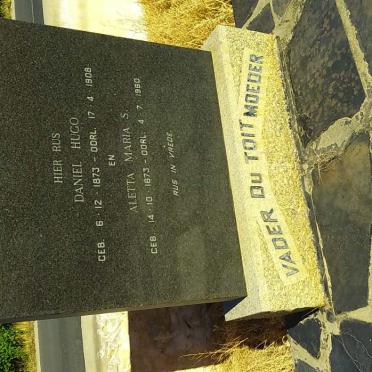 HIER RUS
DANIEL HUGO
GEB. 6. 12. 1873 – OORL. 17. 4. 1908
EN
ALETTA MARIA S.
GEB. 14. 10. 1873 – OORL. 4. 7. 1960
RUS IN VREDE.
VADER DU TOIT MOEDER